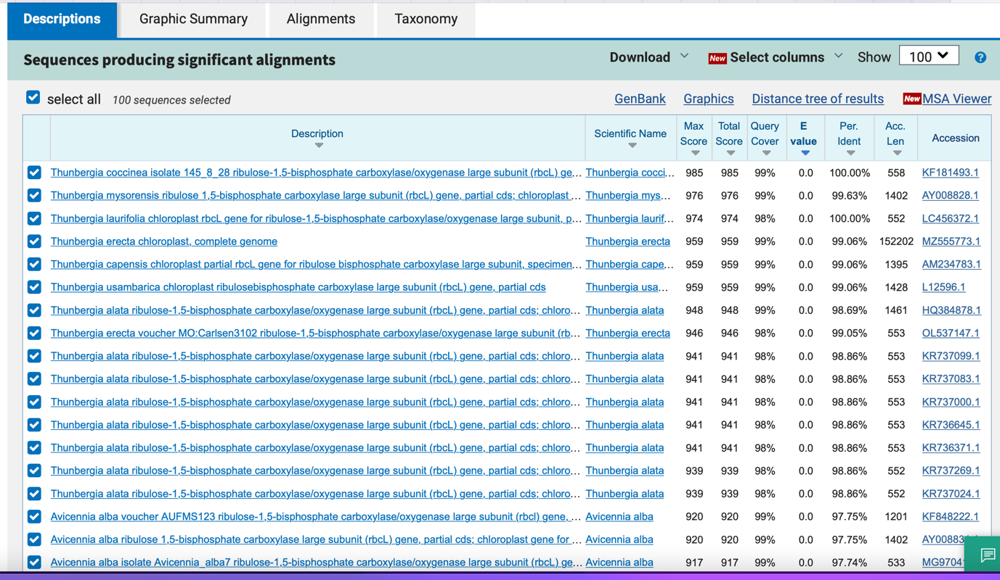 Descriptions Graphic Summary Alignments Taxonomy
Sequences producing significant alignments Download New Select columns Show 100 ?
select all 100 sequences selected GenBank Graphics Distance tree of results New MSA Viewer
Description Scientific Name Max Score Total Score Query Cover E value Per. Ident Acc. Len Accession
Thunbergia coccinea isolate 145_8_28 ribulose-1,5-bisphosphate carboxylase/oxygenase large subunit (rbcL) ge... Thunbergia cocci... 985 985 99% 0.0 100.00% 558 KF181493.1
Thunbergia mysorensis ribulose 1,5-bisphosphate carboxylase large subunit (rbcL) gene, partial cds; chloroplast ... Thunbergia mys... 976 976 99% 0.0 99.63% 1402 AY008828.1
Thunbergia laurifolia chloroplast rbcL gene for ribulose-1,5-bisphosphate carboxylase/oxygenase large subunit, p... Thunbergia laurif... 974 974 98% 0.0 100.00% 552 LC456372.1
Thunbergia erecta chloroplast, complete genome Thunbergia erecta 959 959 99% 0.0 99.06% 152202 MZ555773.1
Thunbergia capensis chloroplast partial rbcL gene for ribulose bisphosphate carboxylase large subunit, specimen... Thunbergia cape... 959 959 99% 0.0 99.06% 1395 AM234783.1
Thunbergia usambarica chloroplast ribulosebisphosphate carboxylase large subunit (rbcL) gene, partial cds Thunbergia usa... 959 959 99% 0.0 99.06% 1428 L12596.1
Thunbergia alata ribulose-1,5-bisphosphate carboxylase/oxygenase large subunit (rbcL) gene, partial cds; chloro... Thunbergia alata 948 948 99% 0.0 98.69% 1461 HQ384878.1
Thunbergia erecta voucher MO:Carlsen3102 ribulose-1,5-bisphosphate carboxylase/oxygenase large subunit (rb... Thunbergia erecta 946 946 98% 0.0 99.05% 553 OL537147.1
Thunbergia alata ribulose-1,5-bisphosphate carboxylase/oxygenase large subunit (rbcL) gene, partial cds; chloro... Thunbergia alata 941 941 98% 0.0 98.86% 553 KR737099.1
Thunbergia alata ribulose-1,5-bisphosphate carboxylase/oxygenase large subunit (rbcL) gene, partial cds; chloro... Thunbergia alata 941 941 98% 0.0 98.86% 553 KR737083.1
Thunbergia alata ribulose-1,5-bisphosphate carboxylase/oxygenase large subunit (rbcL) gene, partial cds; chloro... Thunbergia alata 941 941 98% 0.0 98.86% 553 KR737000.1
Thunbergia alata ribulose-1,5-bisphosphate carboxylase/oxygenase large subunit (rbcL) gene, partial cds; chloro... Thunbergia alata 941 941 98% 0.0 98.86% 553 KR736645.1
Thunbergia alata ribulose-1,5-bisphosphate carboxylase/oxygenase large subunit (rbcL) gene, partial cds; chloro... Thunbergia alata 941 941 98% 0.0 98.86% 553 KR736371.1
Thunbergia alata ribulose-1,5-bisphosphate carboxylase/oxygenase large subunit (rbcL) gene, partial cds; chloro... Thunbergia alata 939 939 98% 0.0 98.86% 552 KR737269.1
Thunbergia alata ribulose-1,5-bisphosphate carboxylase/oxygenase large subunit (rbcL) gene, partial cds; chloro... Thunbergia alata 939 939 98% 0.0 98.86% 552 KR737024.1
Avicennia alba voucher AUFMS123 ribulose-1,5-bisphosphate carboxylase/oxygenase large subunit (rbcl) gene, ... Avicennia alba 920 920 99% 0.0 97.75% 1201 KF848222.1
Avicennia alba ribulose 1,5-bisphosphate carboxylase large subunit (rbcL) gene, partial cds; chloroplast gene for ... Avicennia alba 920 920 99% 0.0 97.75% 1402
Avicennia alba isolate Avicennia_alba7 ribulose-1,5-bisphosphate carboxylase/oxygenase large subunit (rbcL) ge... Avicennia alba 917 917 99% 0.0 97.74% 533